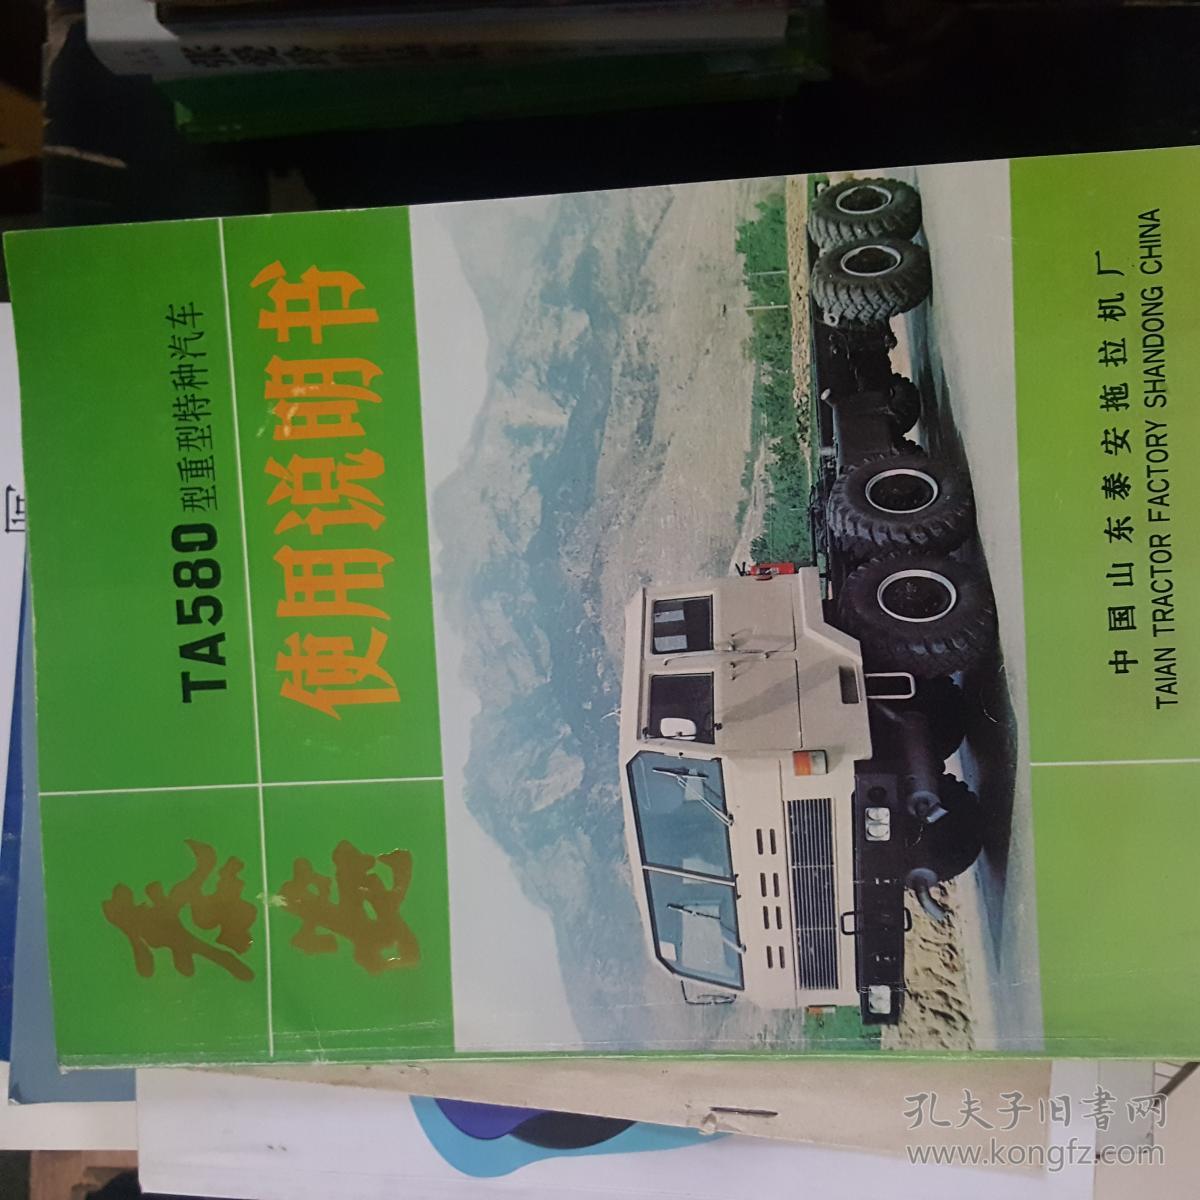 泰安
TA580型重型特种汽车
使用说明书
中国山东泰安拖拉机厂
TAIAN TRACTOR FACTORY SHANDONG CHINA
孔夫子旧书网
www.kongfz.com